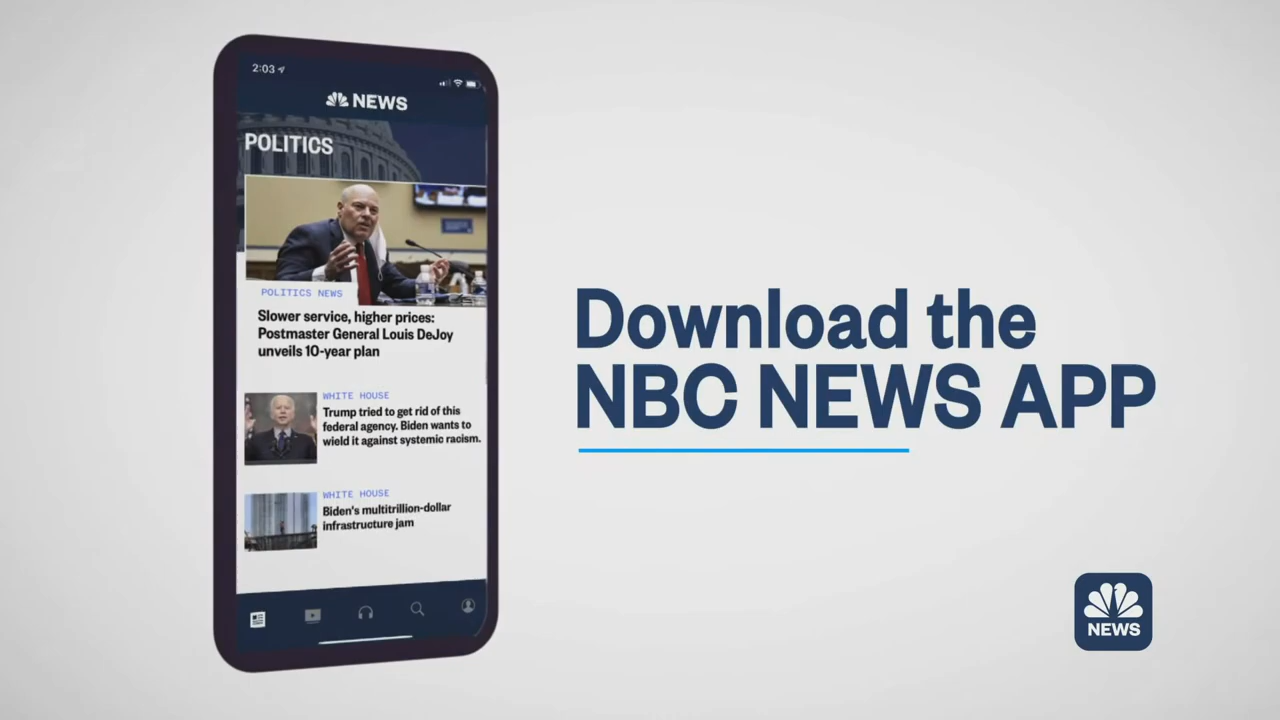 2:03
NEWS
POLITICS
POLITICS NEWS
Slower service, higher prices:
Postmaster General Louis DeJoy
unveils 10-year plan
WHITE HOUSE
Trump tried to get rid of this
federal agency. Biden wants to
wield it against systemic racism.
WHITE HOUSE
Biden's multitrillion-dollar
infrastructure jam
Download the
NBC NEWS APP
NEWS